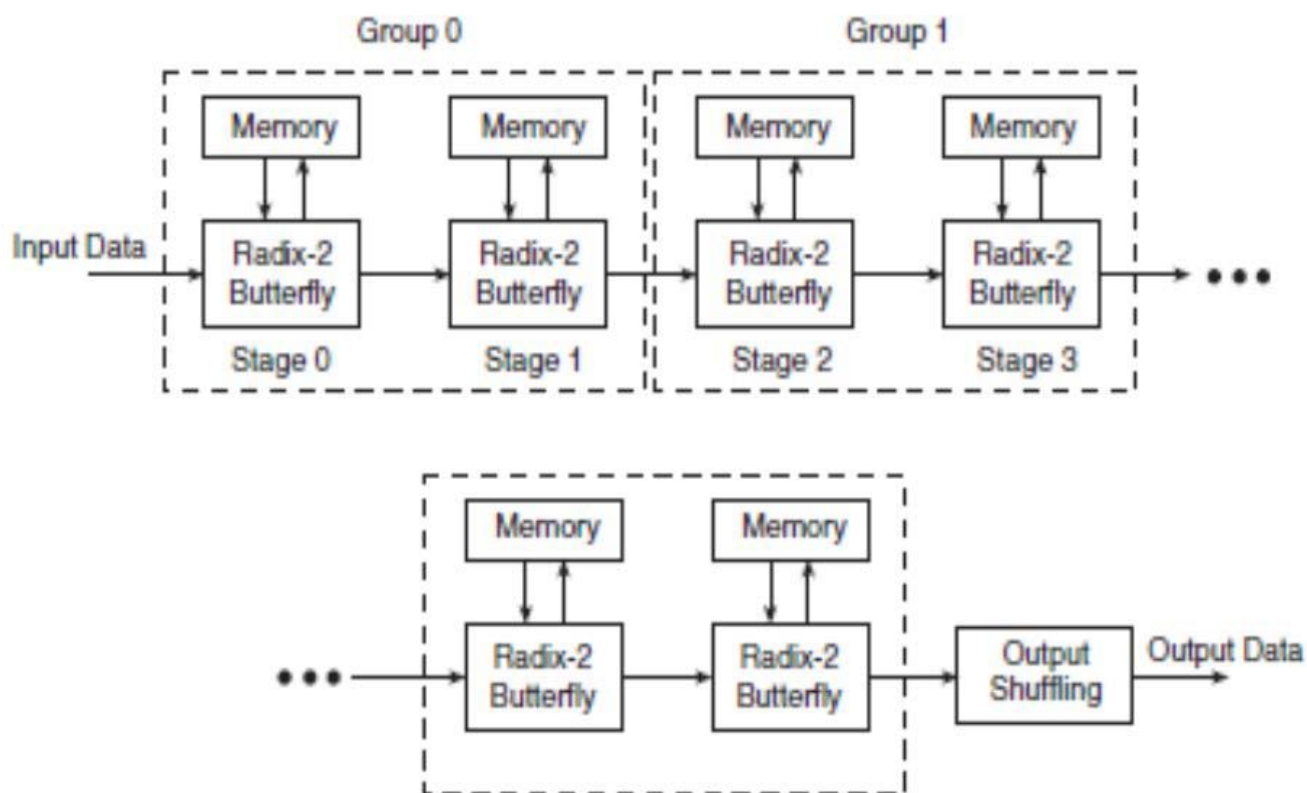 Group 0
Group 1
Memory
Memory
Memory
Memory
Input Data
Radix-2
Butterfly
Radix-2
Butterfly
Radix-2
Butterfly
Radix-2
Butterfly
Stage 0
Stage 1
Stage 2
Stage 3
Memory
Memory
Radix-2
Butterfly
Radix-2
Butterfly
Output
Shuffling
Output Data